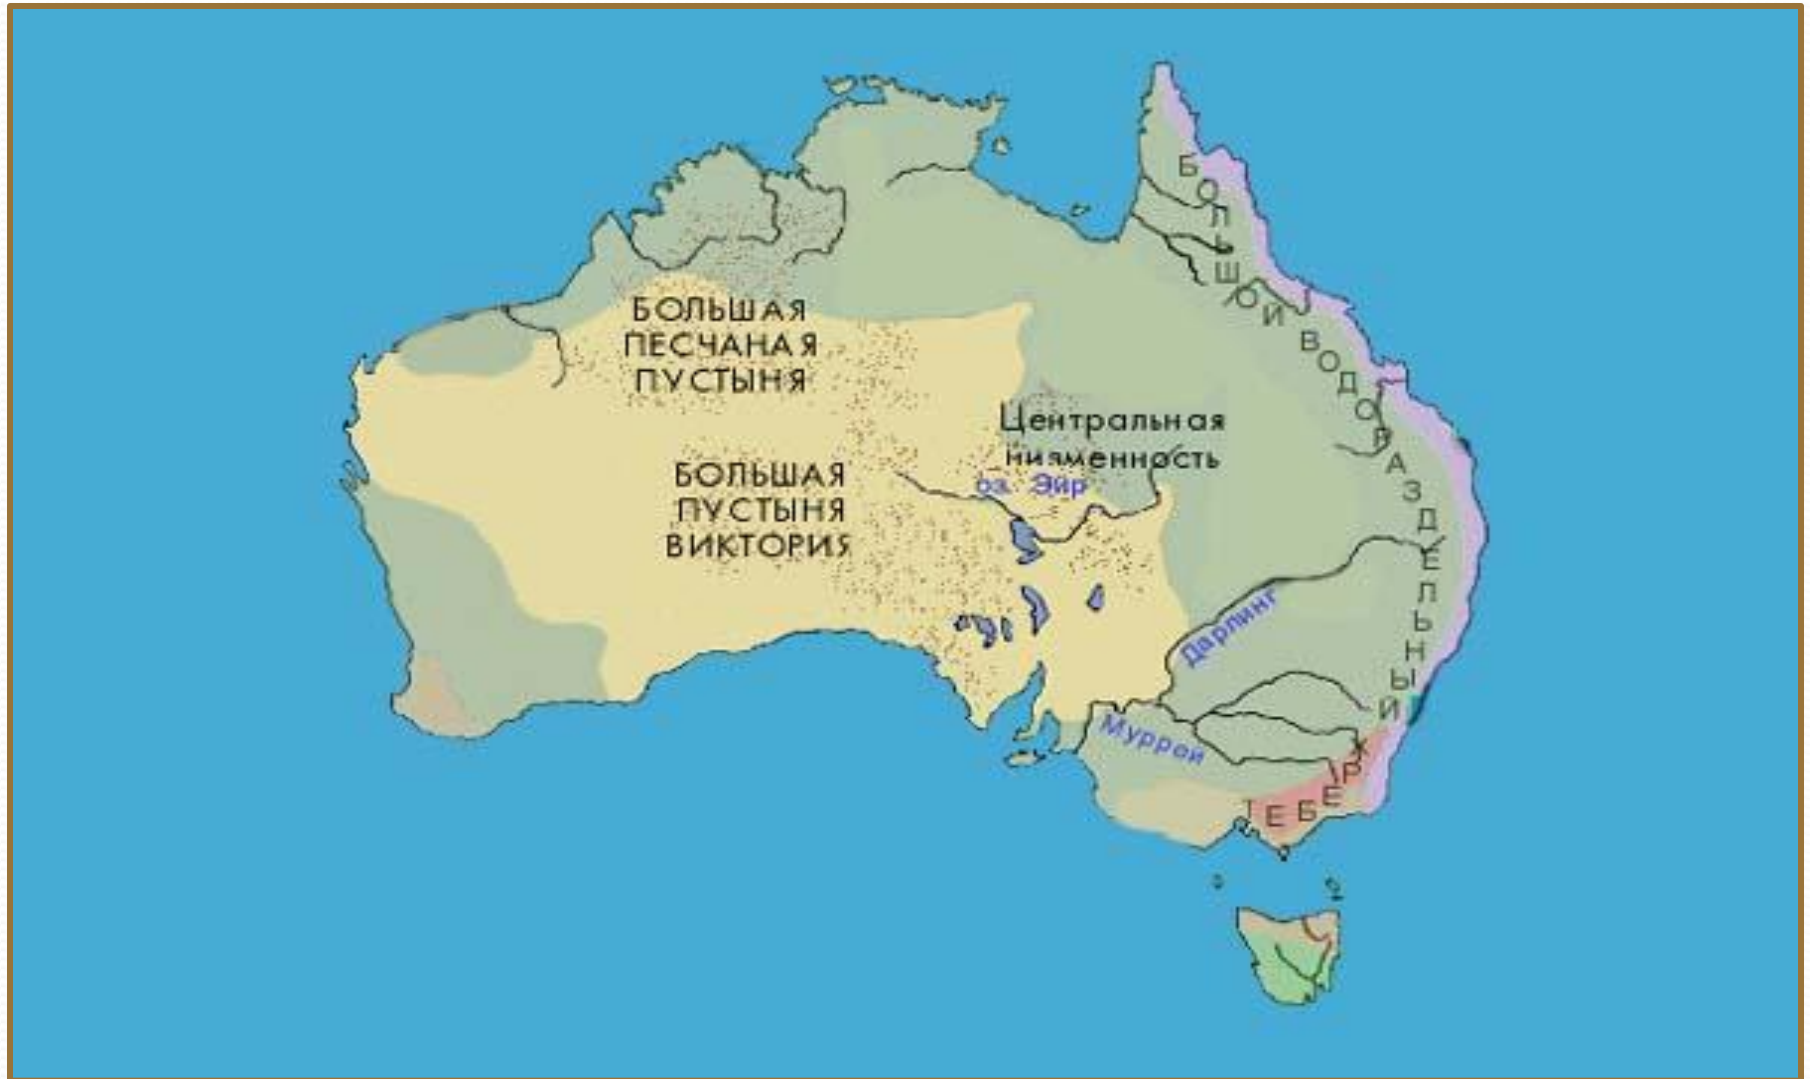 БОЛЬШОЙ ВОДОРАЗДЕЛЬНЫЙ
ХРЕБЕТ
БОЛЬШАЯ
ПЕСЧАНАЯ
ПУСТЫНЯ
Центральная
низменность
оз. Эйр
БОЛЬШАЯ
ПУСТЫНЯ
ВИКТОРИЯ
Дарлинг
Муррей